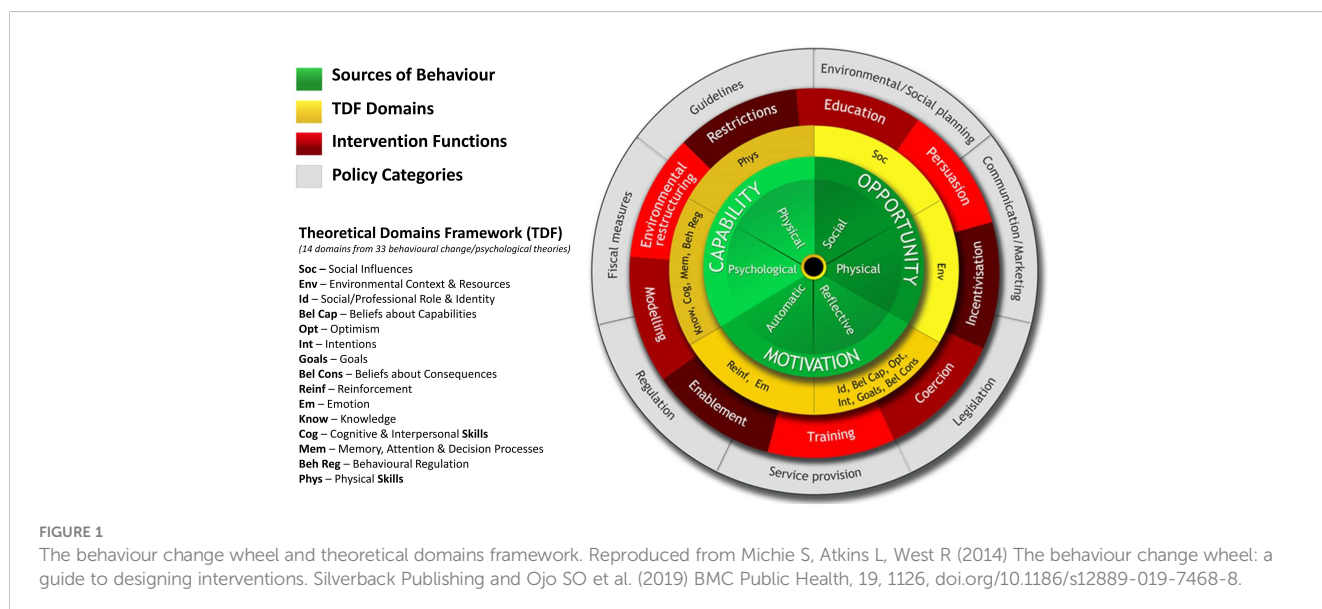 Sources of Behaviour
TDF Domains
Intervention Functions
Policy Categories
Theoretical Domains Framework (TDF)
(14 domains from 33 behavioural change/psychological theories)
Soc – Social Influences
Env – Environmental Context & Resources
Id – Social/Professional Role & Identity
Bel Cap – Beliefs about Capabilities
Opt – Optimism
Int – Intentions
Goals – Goals
Bel Cons – Beliefs about Consequences
Reinf – Reinforcement
Em – Emotion
Know – Knowledge
Cog – Cognitive & Interpersonal Skills
Mem – Memory, Attention & Decision Processes
Beh Reg – Behavioural Regulation
Phys – Physical Skills
Guidelines
Environmental/Social planning
Communication/Marketing
Legislation
Service provision
Regulation
Fiscal measures
Restrictions
Education
Persuasion
Incentivisation
Coercion
Training
Enablement
Modelling
Environmental
restructuring
Phys
Soc
Env
Id, Bel Cap, Opt,
Int, Goals, Bel Cons
Reinf, Em
Know, Cog, Mem, Beh Reg
CAPABILITY
OPPORTUNITY
MOTIVATION
Physical
Social
Physical
Reflective
Automatic
Psychological
FIGURE 1
The behaviour change wheel and theoretical domains framework. Reproduced from Michie S, Atkins L, West R (2014) The behaviour change wheel: a
guide to designing interventions. Silverback Publishing and Ojo SO et al. (2019) BMC Public Health, 19, 1126, doi.org/10.1186/s12889-019-7468-8.